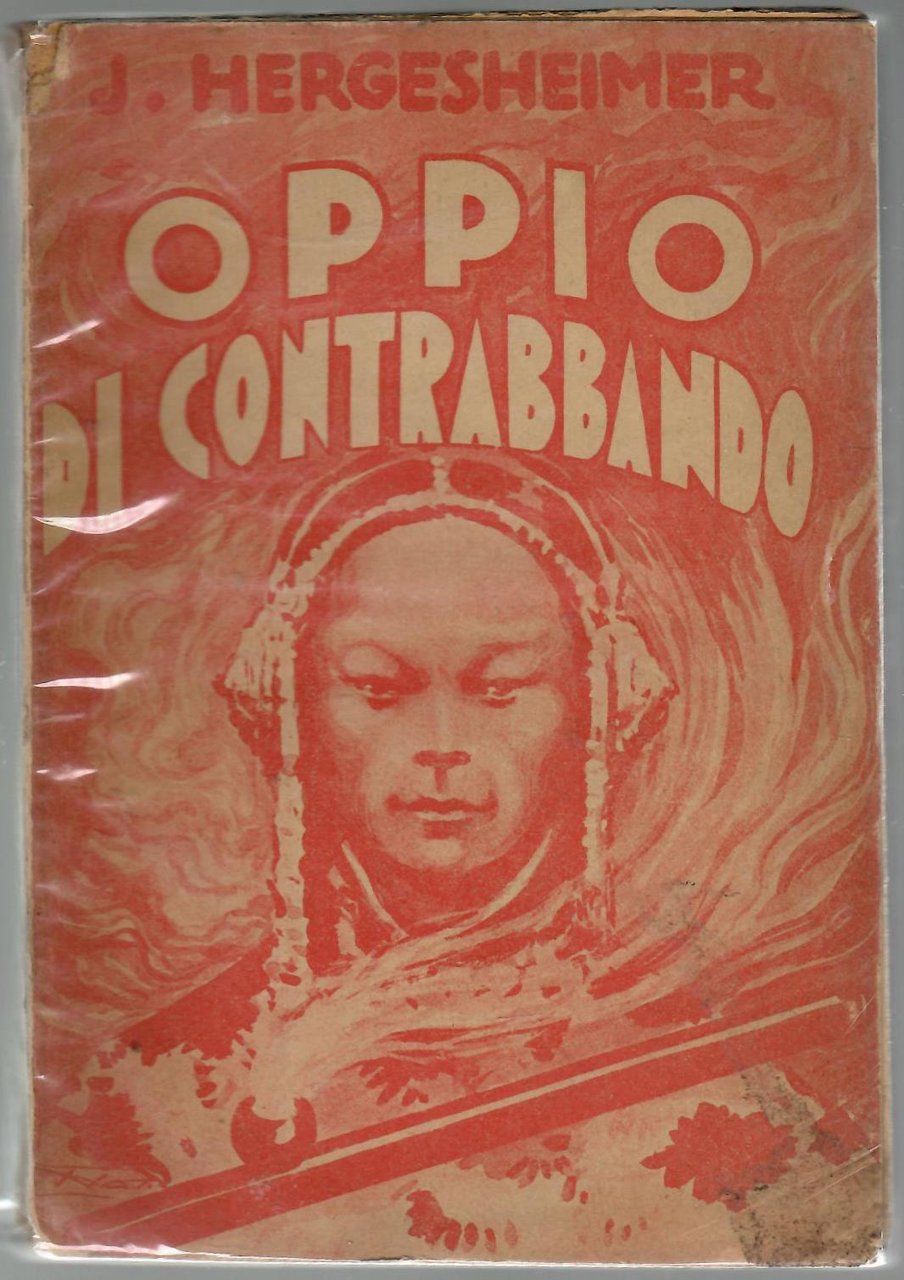 J. HERGESHEIMER
OPPIO
DI CONTRABBANDO